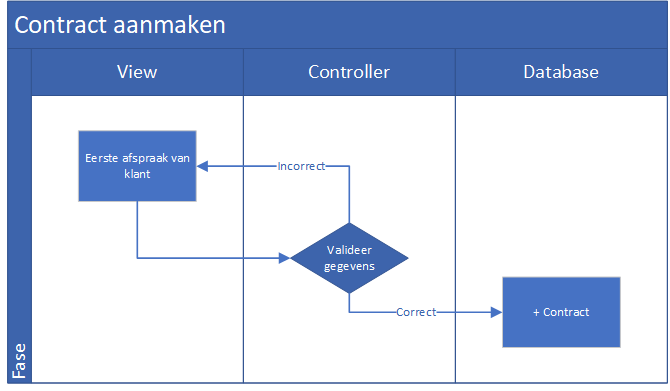 Contract aanmaken
View
Controller
Database
Eerste afspraak van
klant
Incorrect
Valideer
gegevens
Correct
+ Contract
Fase